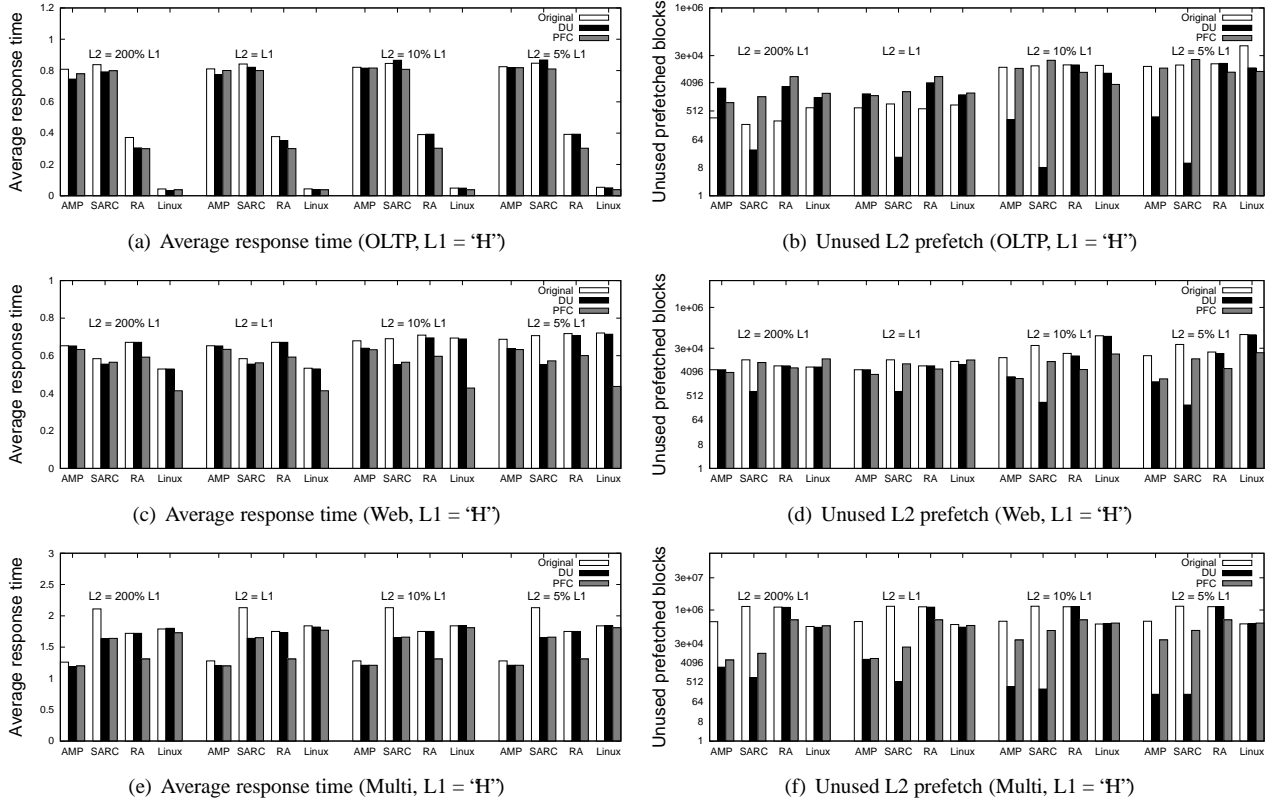 Average response time
1
0.8
0.6
0.4
0.2
0
Original
DU
PFC
L2 = 200% L1
L2 = L1
L2 = 10% L1
L2 = 5% L1
AMP SARC RA Linux AMP SARC RA Linux AMP SARC RA Linux AMP SARC RA Linux
(a) Average response time (OLTP, L1 = “H”)
Unused prefetched blocks
1e+06
3e+04
4096
512
64
8
1
Original
DU
PFC
L2 = 200% L1
L2 = L1
L2 = 10% L1
L2 = 5% L1
AMP SARC RA Linux AMP SARC RA Linux AMP SARC RA Linux AMP SARC RA Linux
(b) Unused L2 prefetch (OLTP, L1 = “H”)
Average response time
1
0.8
0.6
0.4
0.2
0
Original
DU
PFC
L2 = 200% L1
L2 = L1
L2 = 10% L1
L2 = 5% L1
AMP SARC RA Linux AMP SARC RA Linux AMP SARC RA Linux AMP SARC RA Linux
(c) Average response time (Web, L1 = “H”)
Unused prefetched blocks
1e+06
3e+04
4096
512
64
8
1
Original
DU
PFC
L2 = 200% L1
L2 = L1
L2 = 10% L1
L2 = 5% L1
AMP SARC RA Linux AMP SARC RA Linux AMP SARC RA Linux AMP SARC RA Linux
(d) Unused L2 prefetch (Web, L1 = “H”)
Average response time
3
2.5
2
1.5
1
0.5
0
Original
DU
PFC
L2 = 200% L1
L2 = L1
L2 = 10% L1
L2 = 5% L1
AMP SARC RA Linux AMP SARC RA Linux AMP SARC RA Linux AMP SARC RA Linux
(e) Average response time (Multi, L1 = “H”)
Unused prefetched blocks
3e+07
1e+06
3e+04
4096
512
64
8
1
Original
DU
PFC
L2 = 200% L1
L2 = L1
L2 = 10% L1
L2 = 5% L1
AMP SARC RA Linux AMP SARC RA Linux AMP SARC RA Linux AMP SARC RA Linux
(f) Unused L2 prefetch (Multi, L1 = “H”)